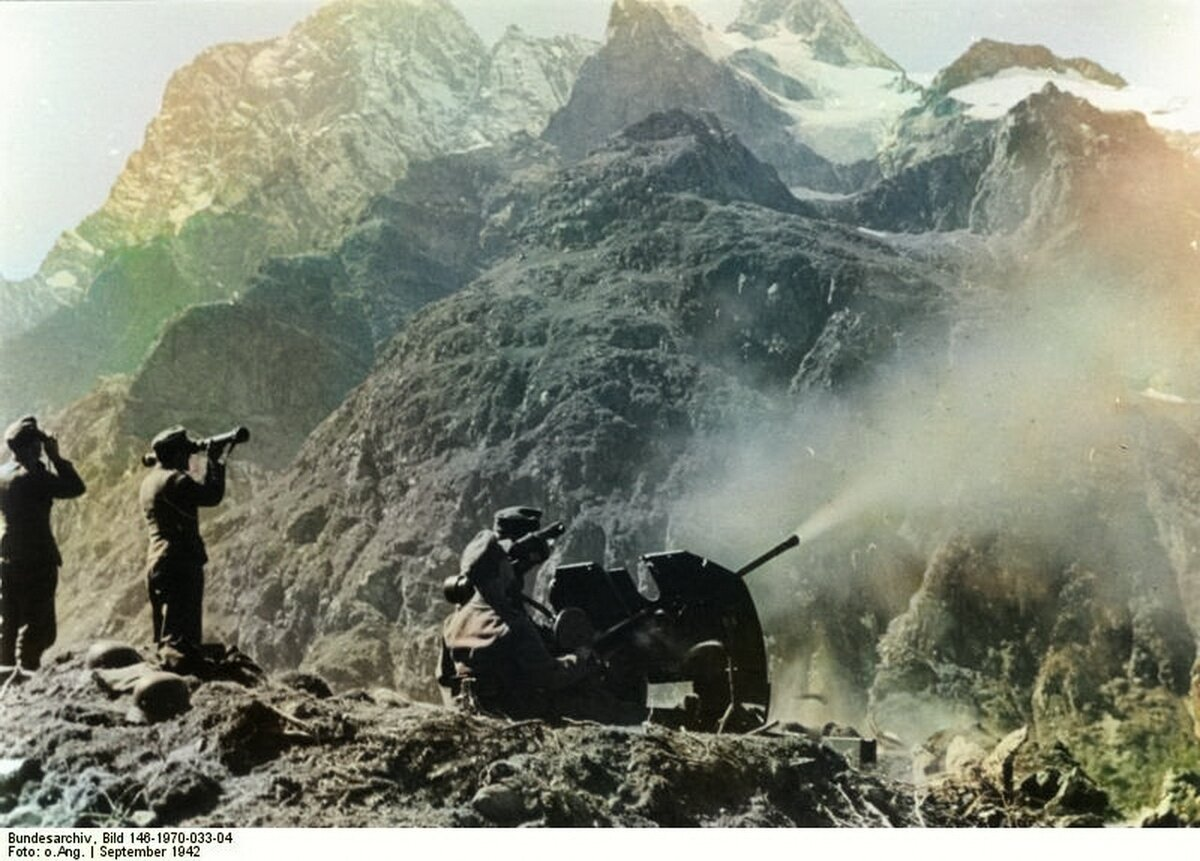 Bundesarchiv, Bild 146-1970-033-04
Foto: o.Ang. | September 1942